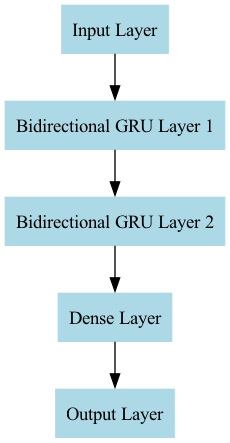 Input Layer
Bidirectional GRU Layer 1
Bidirectional GRU Layer 2
Dense Layer
Output Layer